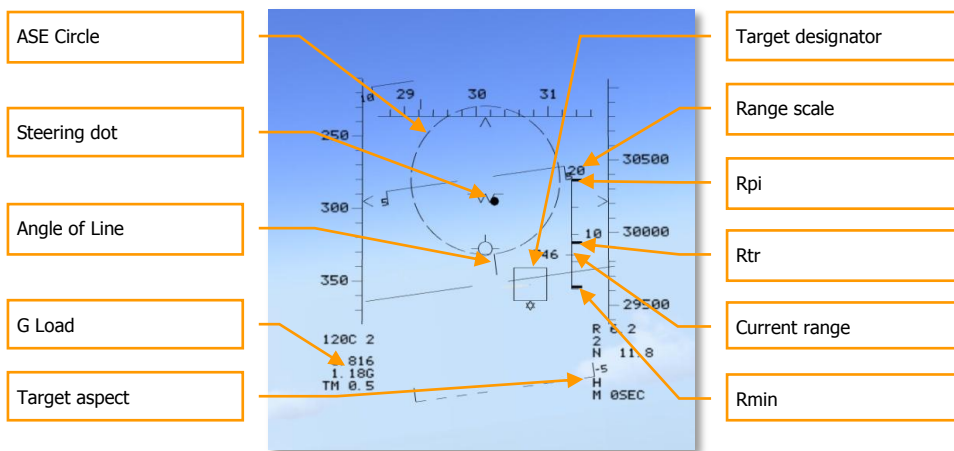 ASE Circle
Steering dot
Angle of Line
G Load
Target aspect
10
29 30 31
250
300
350
5
20
10
30500
30000
29500
120C 2
816
1.18G
TM 0.5
R 6.2
2
N 11.8
-5
H
M 0SEC
Target designator
Range scale
Rpi
Rtr
Current range
Rmin